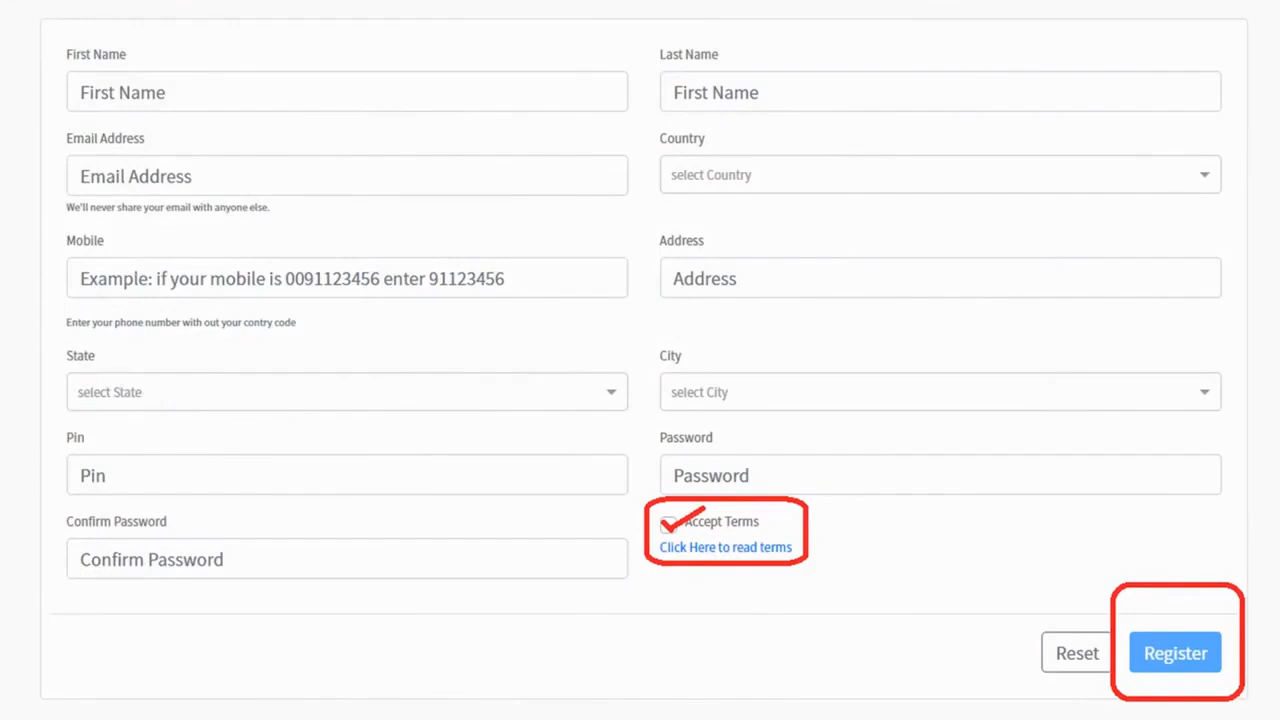 First Name
Last Name
First Name
First Name
Email Address
Country
Email Address
select Country
We'll never share your email with anyone else.
Mobile
Address
Example: if your mobile is 0091123456 enter 91123456
Address
Enter your phone number with out your contry code
State
City
select State
select City
Pin
Password
Pin
Password
Confirm Password
Accept Terms
Click Here to read terms
Confirm Password
Reset
Register